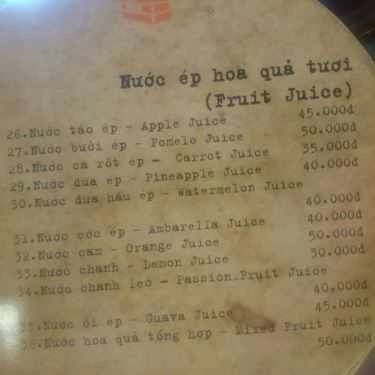 Nước ép hoa quả tươi
(Fruit Juice)
26.Nước táo ép - Apple Juice 45.000đ
27.Nước bưởi ép - Pomelo Juice 50.000đ
28.Nước cà rốt ép - Carrot Juice 35.000đ
29.Nước dứa ép - Pineapple Juice 40.000đ
30.Nước dưa hấu ép - Watermelon Juice
40.000đ
31.Nước cóc ép - Ambarella Juice 40.000đ
32.Nước cam - Orange Juice 50.000đ
33.Nước chanh - Lemon Juice 30.000đ
34.Nước chanh leo - Passion.Fruit Juice
40.000đ
35.Nước ổi ép - Guava Juice 45.000đ
36.Nước hoa quả tổng hợp - Mixed Fruit Juice
50.000đ